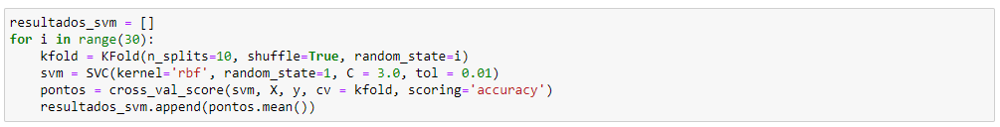 resultados_svm = []
for i in range(30):
    kfold = KFold(n_splits=10, shuffle=True, random_state=i)
    svm = SVC(kernel='rbf', random_state=1, C = 3.0, tol = 0.01)
    pontos = cross_val_score(svm, X, y, cv = kfold, scoring='accuracy')
    resultados_svm.append(pontos.mean())